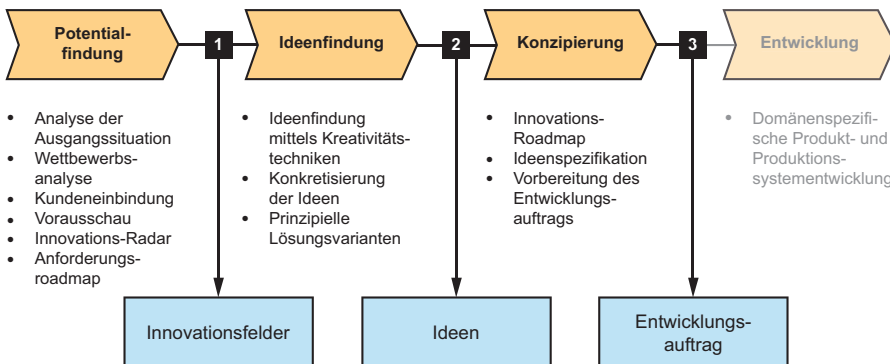 Potential-
findung
1
Ideenfindung
2
Konzipierung
3
Entwicklung
• Analyse der
Ausgangssituation
• Wettbewerbs-
analyse
• Kundeneinbindung
• Vorausschau
• Innovations-Radar
• Anforderungs-
roadmap
• Ideenfindung
mittels Kreativitäts-
techniken
• Konkretisierung
der Ideen
• Prinzipielle
Lösungsvarianten
• Innovations-
Roadmap
• Ideenspezifikation
• Vorbereitung des
Entwicklungs-
auftrags
• Domänenspezifi-
sche Produkt- und
Produktions-
systementwicklung
Innovationsfelder
Ideen
Entwicklungs-
auftrag